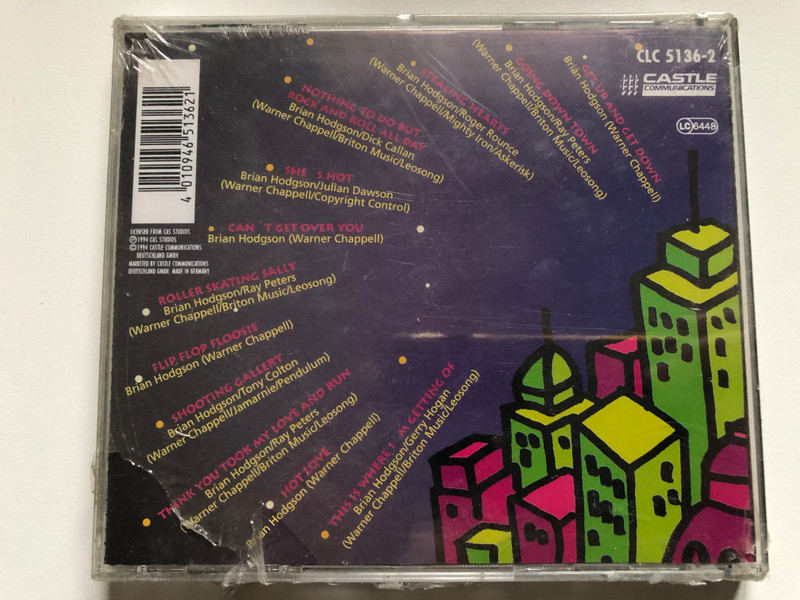 CLC 5136-2
CASTLE
COMMUNICATIONS
LC 6448
4 010946 513621
LICENSED FROM CAS STUDIOS
Ⓟ1994 CAS STUDIOS
©1994 CASTLE COMMUNICATIONS
DEUTSCHLAND GMBH
MARKETED BY CASTLE COMMUNICATIONS
DEUTSCHLAND GMBH. MADE IN GERMANY
GET UP AND GET DOWN
Brian Hodgson (Warner Chappell)
GOING DOWN TOWN
Brian Hodgson/Ray Peters
(Warner Chappell/Briton Music/Leosong)
STEALING HEARTS
Brian Hodgson/Roger Rounce
(Warner Chappell/Mighty Iron/Askerisk)
NOTHING TO DO BUT
ROCK AND ROLL ALL DAY
Brian Hodgson/Dick Callan
(Warner Chappell/Briton Music/Leosong)
SHE S HOT
Brian Hodgson/Julian Dawson
(Warner Chappell/Copyright Control)
CAN T GET OVER YOU
Brian Hodgson (Warner Chappell)
ROLLER SKATING SALLY
Brian Hodgson/Ray Peters
(Warner Chappell/Briton Music/Leosong)
FLIP FLOP FLOOSIE
Brian Hodgson (Warner Chappell)
SHOOTING GALLERY
Brian Hodgson/Tony Colton
(Warner Chappell/Jamarnie/Pendulum)
THINK YOU TOOK MY LOVE AND RUN
Brian Hodgson/Ray Peters
Warner Chappell/Briton Music/Leosong)
HOT LOVE
Brian Hodgson (Warner Chappell)
THIS IS WHERE I M GETTING OF
Brian Hodgson/Gerry Hogan
(Warner Chappell/Briton Music/Leosong)